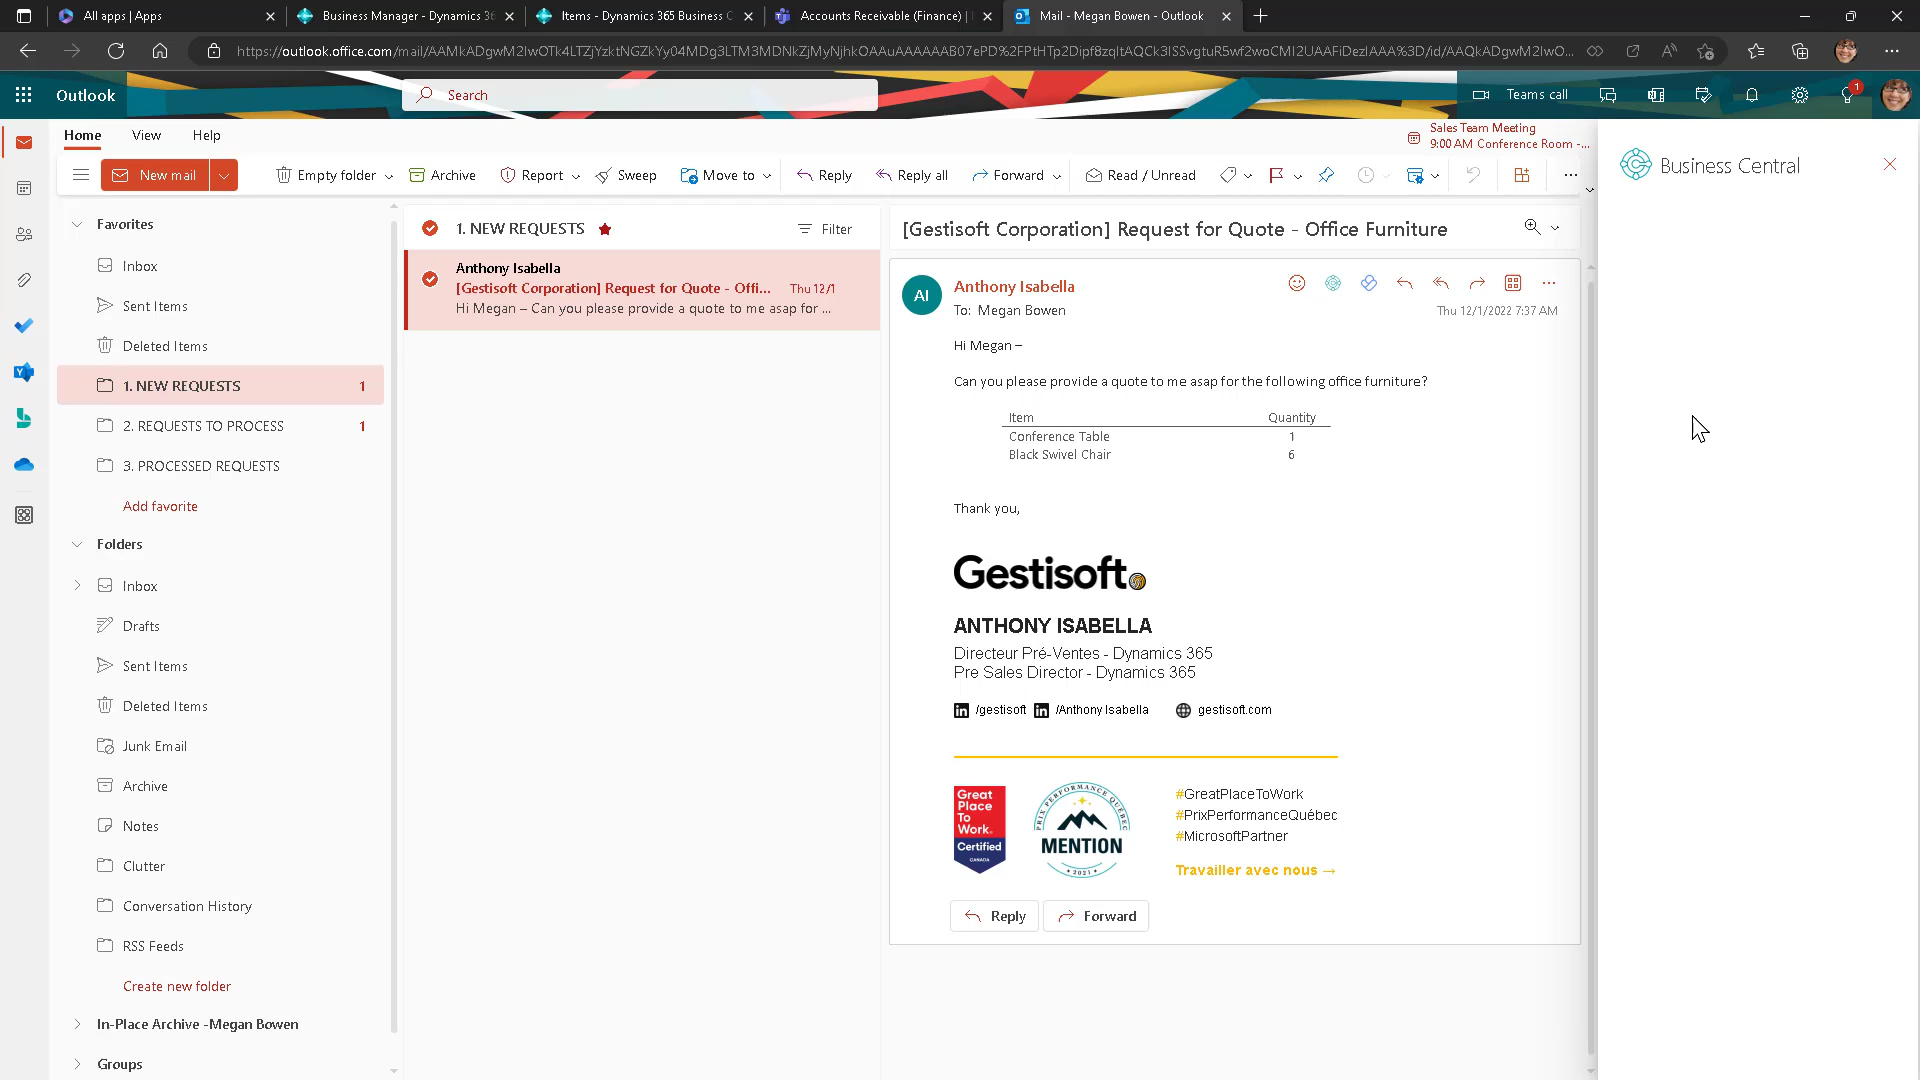 All apps | Apps
Business Manager - Dynamics 36
Items - Dynamics 365 Business C
Accounts Receivable (Finance) |
Mail - Megan Bowen - Outlook
Outlook
Search
Teams call
1
Home
View
Help
Sales Team Meeting
9:00 AM Conference Room -...
New mail
Empty folder
Archive
Report
Sweep
Move to
Reply
Reply all
Forward
Read / Unread
Business Central
Favorites
Inbox
Sent Items
Deleted Items
1. NEW REQUESTS 1
2. REQUESTS TO PROCESS 1
3. PROCESSED REQUESTS
Add favorite
Folders
Inbox
Drafts
Sent Items
Deleted Items
Junk Email
Archive
Notes
Clutter
Conversation History
RSS Feeds
Create new folder
In-Place Archive -Megan Bowen
Groups
1. NEW REQUESTS
Filter
Anthony Isabella
[Gestisoft Corporation] Request for Quote - Offi... Thu 12/1
Hi Megan – Can you please provide a quote to me asap for ...
[Gestisoft Corporation] Request for Quote - Office Furniture
AI
Anthony Isabella
To: Megan Bowen
Thu 12/1/2022 7:37 AM
Hi Megan –
Can you please provide a quote to me asap for the following office furniture?
Item Quantity
Conference Table 1
Black Swivel Chair 6
Thank you,
Gestisoft
ANTHONY ISABELLA
Directeur Pré-Ventes - Dynamics 365
Pre Sales Director - Dynamics 365
/gestisoft
/Anthony Isabella
gestisoft.com
Great
Place
To
Work.
Certified
CANADA
PRIX PERFORMANCE QUÉBEC
MENTION
2021
#GreatPlaceToWork
#PrixPerformanceQuébec
#MicrosoftPartner
Travailler avec nous →
Reply
Forward